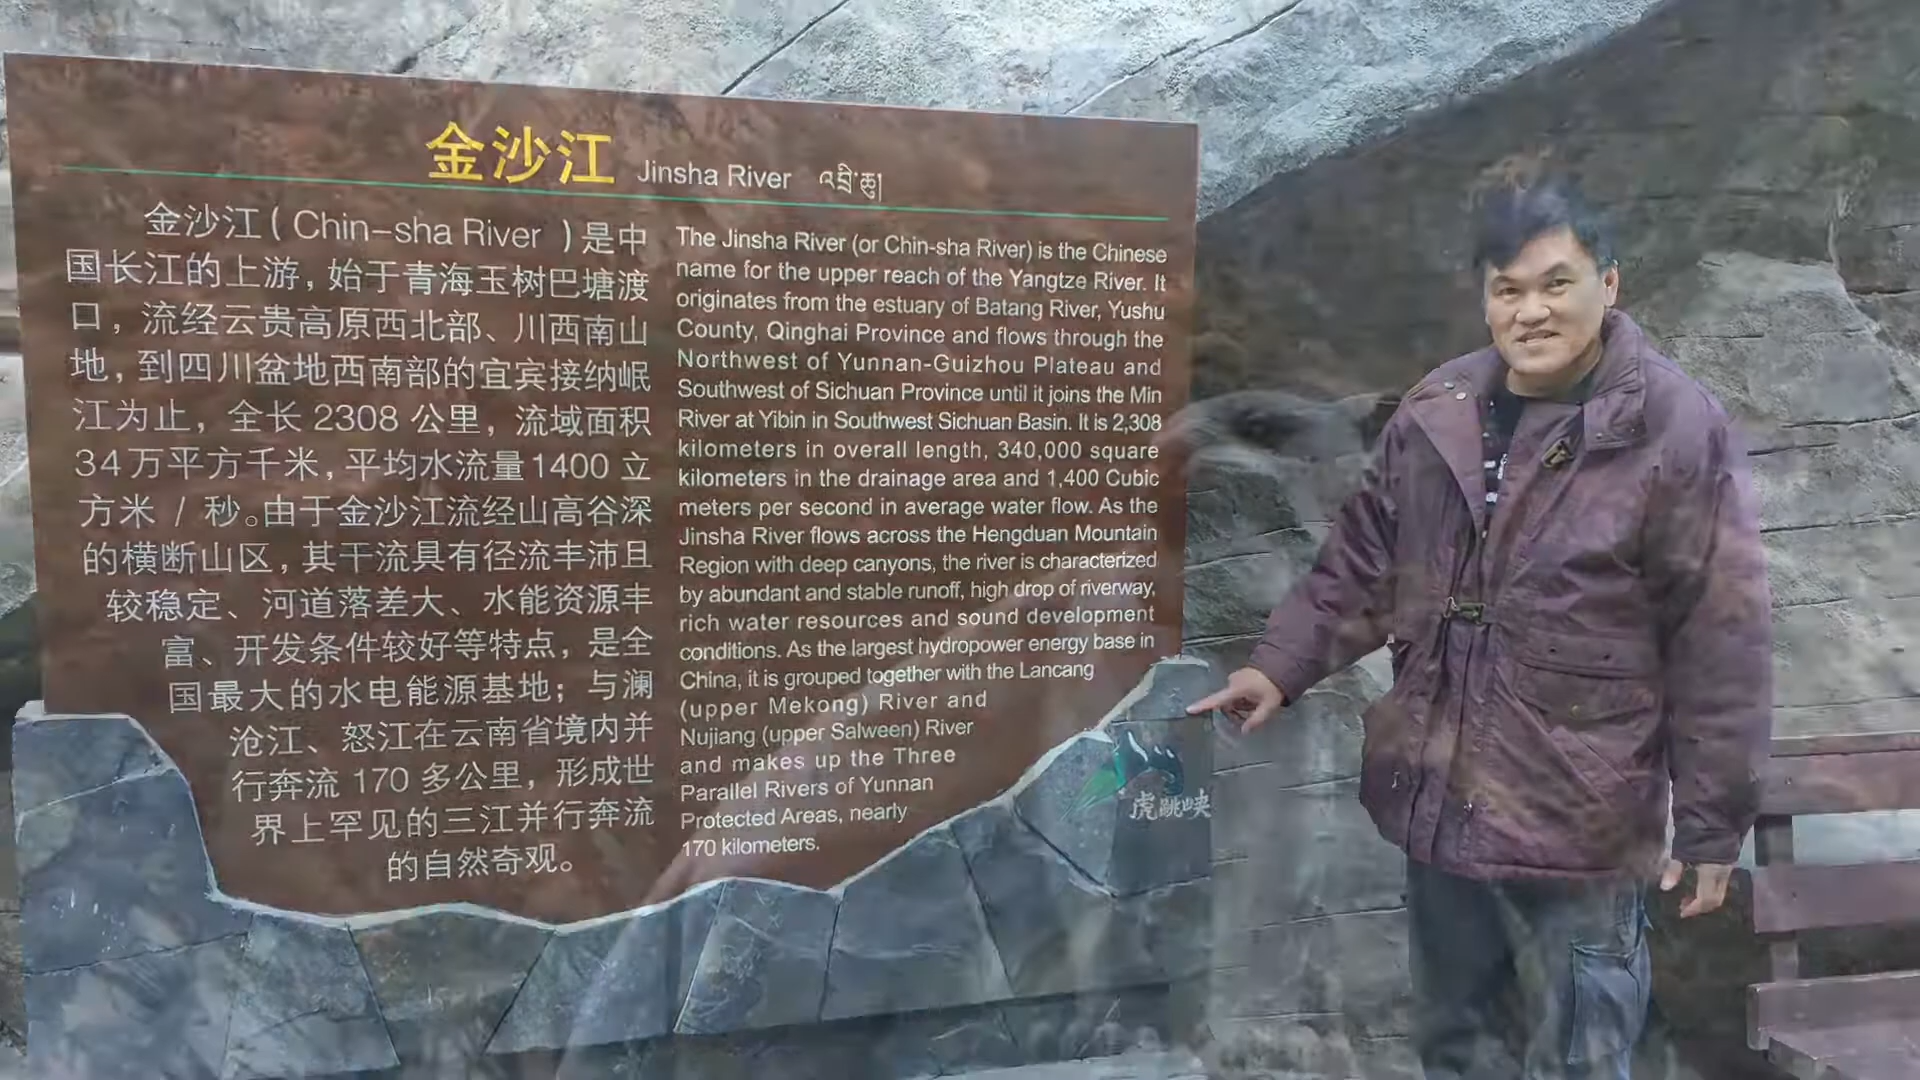 金沙江 Jinsha River འབྲི་ཆུ།
金沙江（Chin-sha River ）是中
国长江的上游，始于青海玉树巴塘渡
口，流经云贵高原西北部、川西南山
地，到四川盆地西南部的宜宾接纳岷
江为止，全长 2308 公里，流域面积
34万平方千米，平均水流量1400 立
方米 / 秒。由于金沙江流经山高谷深
的横断山区，其干流具有径流丰沛且
较稳定、河道落差大、水能资源丰
富、开发条件较好等特点，是全
国最大的水电能源基地；与澜
沧江、怒江在云南省境内并
行奔流 170 多公里，形成世
界上罕见的三江并行奔流
的自然奇观。
The Jinsha River (or Chin-sha River) is the Chinese
name for the upper reach of the Yangtze River. It
originates from the estuary of Batang River, Yushu
County, Qinghai Province and flows through the
Northwest of Yunnan-Guizhou Plateau and
Southwest of Sichuan Province until it joins the Min
River at Yibin in Southwest Sichuan Basin. It is 2,308
kilometers in overall length, 340,000 square
kilometers in the drainage area and 1,400 Cubic
meters per second in average water flow. As the
Jinsha River flows across the Hengduan Mountain
Region with deep canyons, the river is characterized
by abundant and stable runoff, high drop of riverway,
rich water resources and sound development
conditions. As the largest hydropower energy base in
China, it is grouped together with the Lancang
(upper Mekong) River and
Nujiang (upper Salween) River
and makes up the Three
Parallel Rivers of Yunnan
Protected Areas, nearly
170 kilometers.
虎跳峡